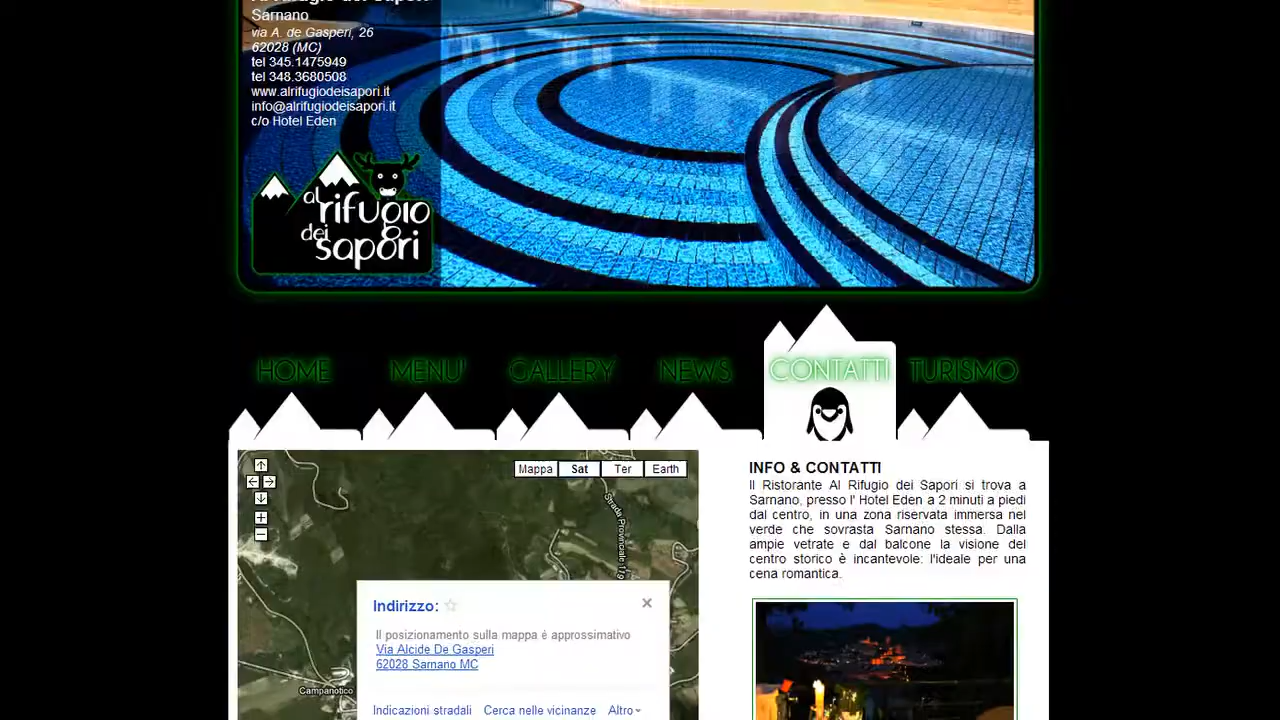 Sarnano
via A. de Gasperi, 26
62028 (MC)
tel 345.1475949
tel 348.3680508
www.alrifugiodeisapori.it
info@alrifugiodeisapori.it
c/o Hotel Eden
al
rifugio
dei
sapori
HOME MENU' GALLERY NEWS CONTATTI TURISMO
Mappa Sat Ter Earth
Strada Provinciale
Indirizzo:
Il posizionamento sulla mappa è approssimativo
Via Alcide De Gasperi
62028 Sarnano MC
Campanotico
Indicazioni stradali Cerca nelle vicinanze Altro
INFO & CONTATTI
Il Ristorante Al Rifugio dei Sapori si trova a
Sarnano, presso l' Hotel Eden a 2 minuti a piedi
dal centro, in una zona riservata immersa nel
verde che sovrasta Sarnano stessa. Dalla
ampie vetrate e dal balcone la visione del
centro storico è incantevole: l'ideale per una
cena romantica.